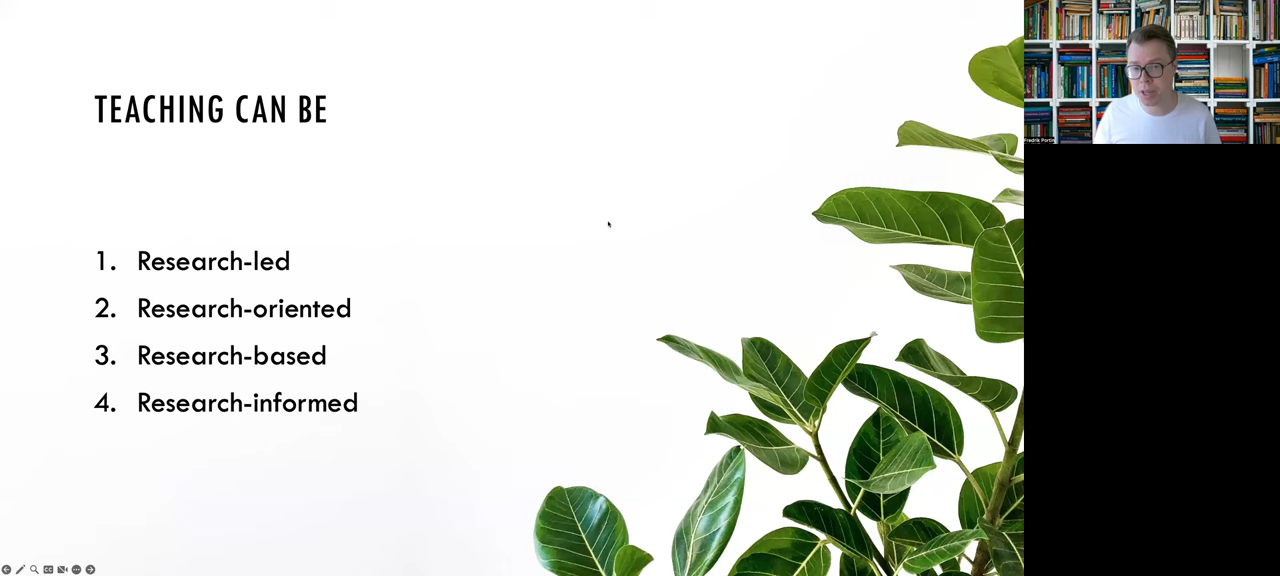 TEACHING CAN BE
1. Research-led
2. Research-oriented
3. Research-based
4. Research-informed